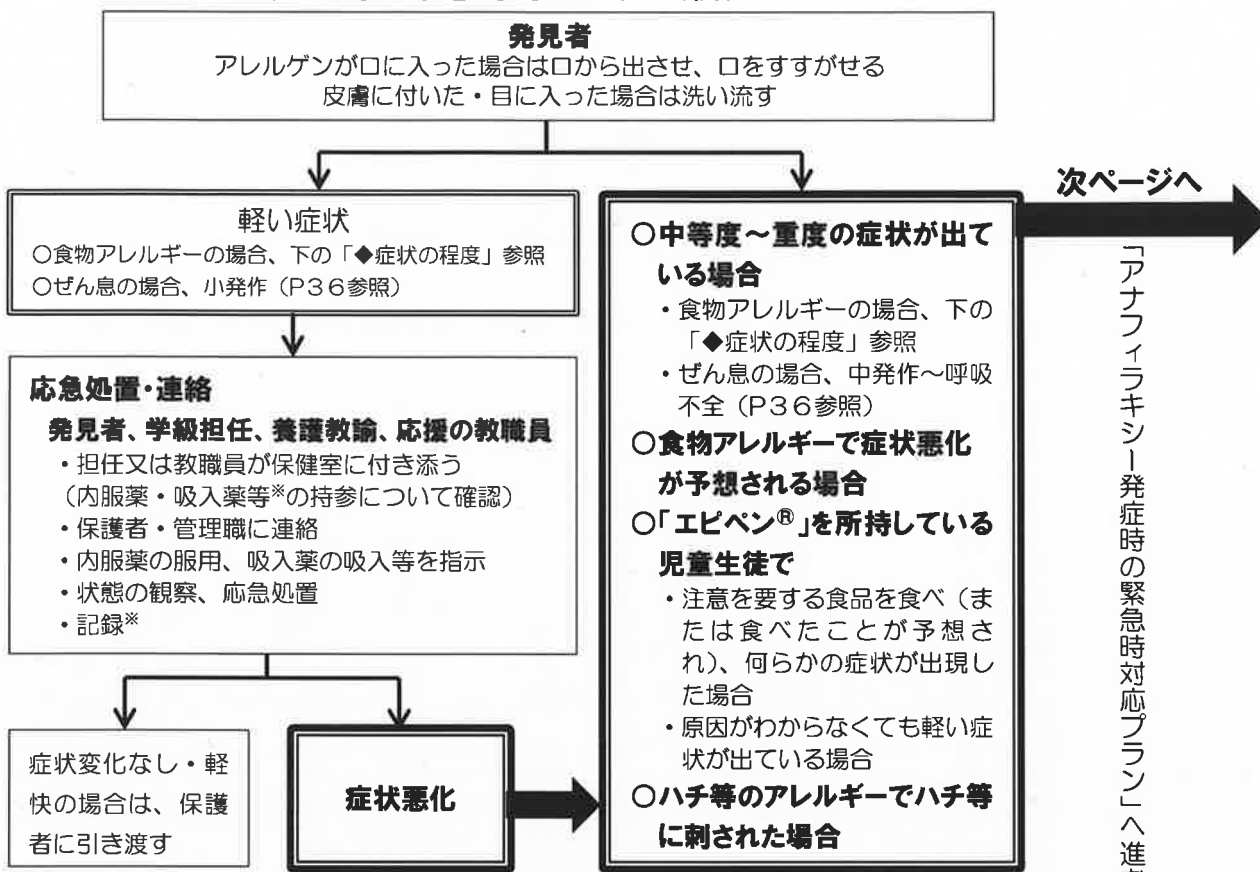 発見者
アレルゲンが口に入った場合は口から出させ、口をすすがせる
皮膚に付いた・目に入った場合は洗い流す
軽い症状
○食物アレルギーの場合、下の「◆症状の程度」参照
○ぜん息の場合、小発作（P36参照）
応急処置・連絡
発見者、学級担任、養護教諭、応援の教職員
・担任又は教職員が保健室に付き添う
（内服薬・吸入薬等※の持参について確認）
・保護者・管理職に連絡
・内服薬の服用、吸入薬の吸入等を指示
・状態の観察、応急処置
・記録※
症状変化なし・軽
快の場合は、保護
者に引き渡す
症状悪化
○中等度～重度の症状が出て
いる場合
・食物アレルギーの場合、下の
「◆症状の程度」参照
・ぜん息の場合、中発作～呼吸
不全（P36参照）
○食物アレルギーで症状悪化
が予想される場合
○「エピペン®」を所持している
児童生徒で
・注意を要する食品を食べ（ま
たは食べたことが予想さ
れ）、何らかの症状が出現し
た場合
・原因がわからなくても軽い症
状が出ている場合
○ハチ等のアレルギーでハチ等
に刺された場合
次ページへ
「アナフィラキシー発症時の緊急時対応プラン」へ進